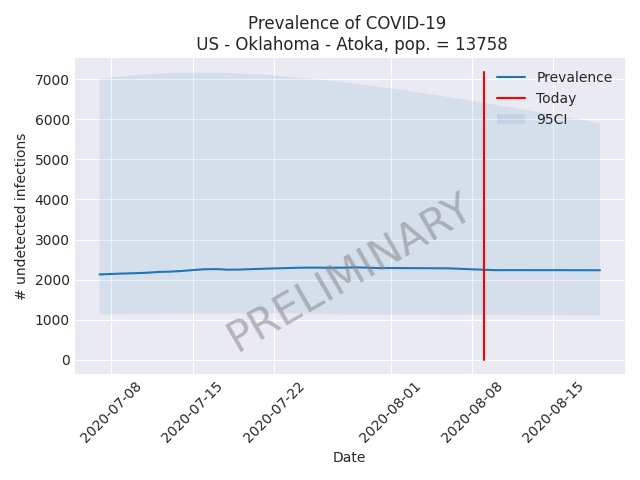 Prevalence of COVID-19
US - Oklahoma - Atoka, pop. = 13758
# undetected infections
7000
6000
5000
4000
3000
2000
1000
0
Prevalence
Today
95CI
PRELIMINARY
2020-07-08
2020-07-15
2020-07-22
2020-08-01
2020-08-08
2020-08-15
Date